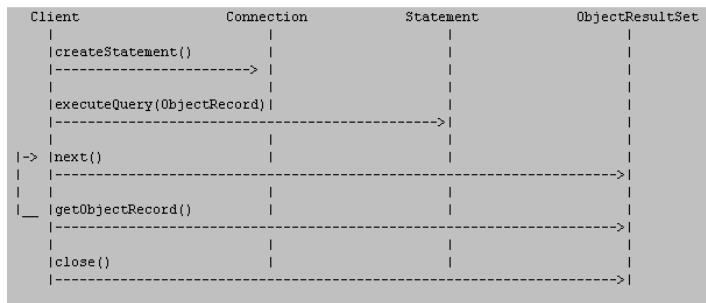 Client Connection Statement ObjectResultSet
createStatement()
executeQuery(ObjectRecord)
next()
getObjectRecord()
close()